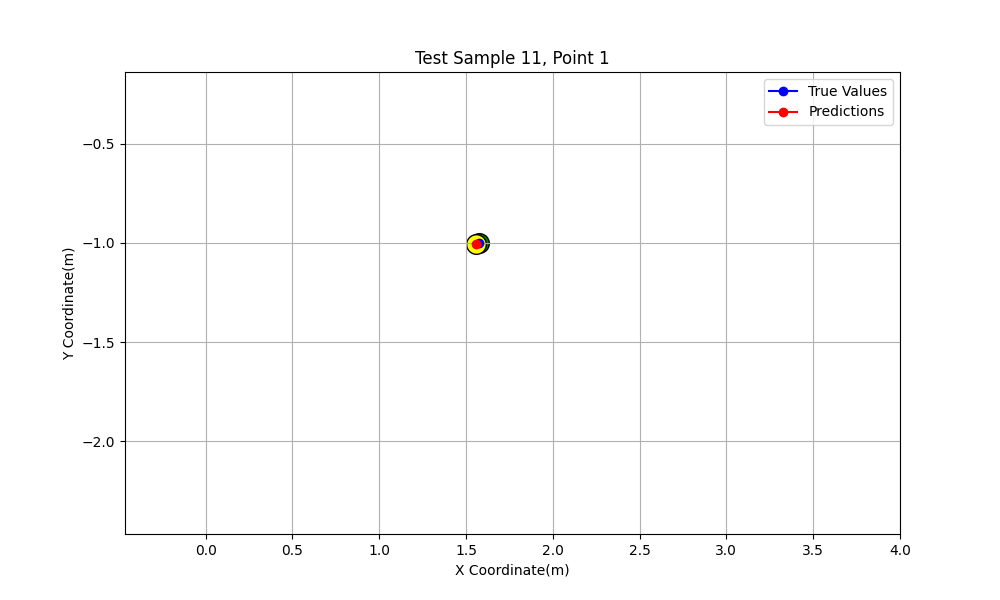 Test Sample 11, Point 1
True Values
Predictions
−0.5
−1.0
−1.5
−2.0
Y Coordinate(m)
0.0 0.5 1.0 1.5 2.0 2.5 3.0 3.5 4.0
X Coordinate(m)